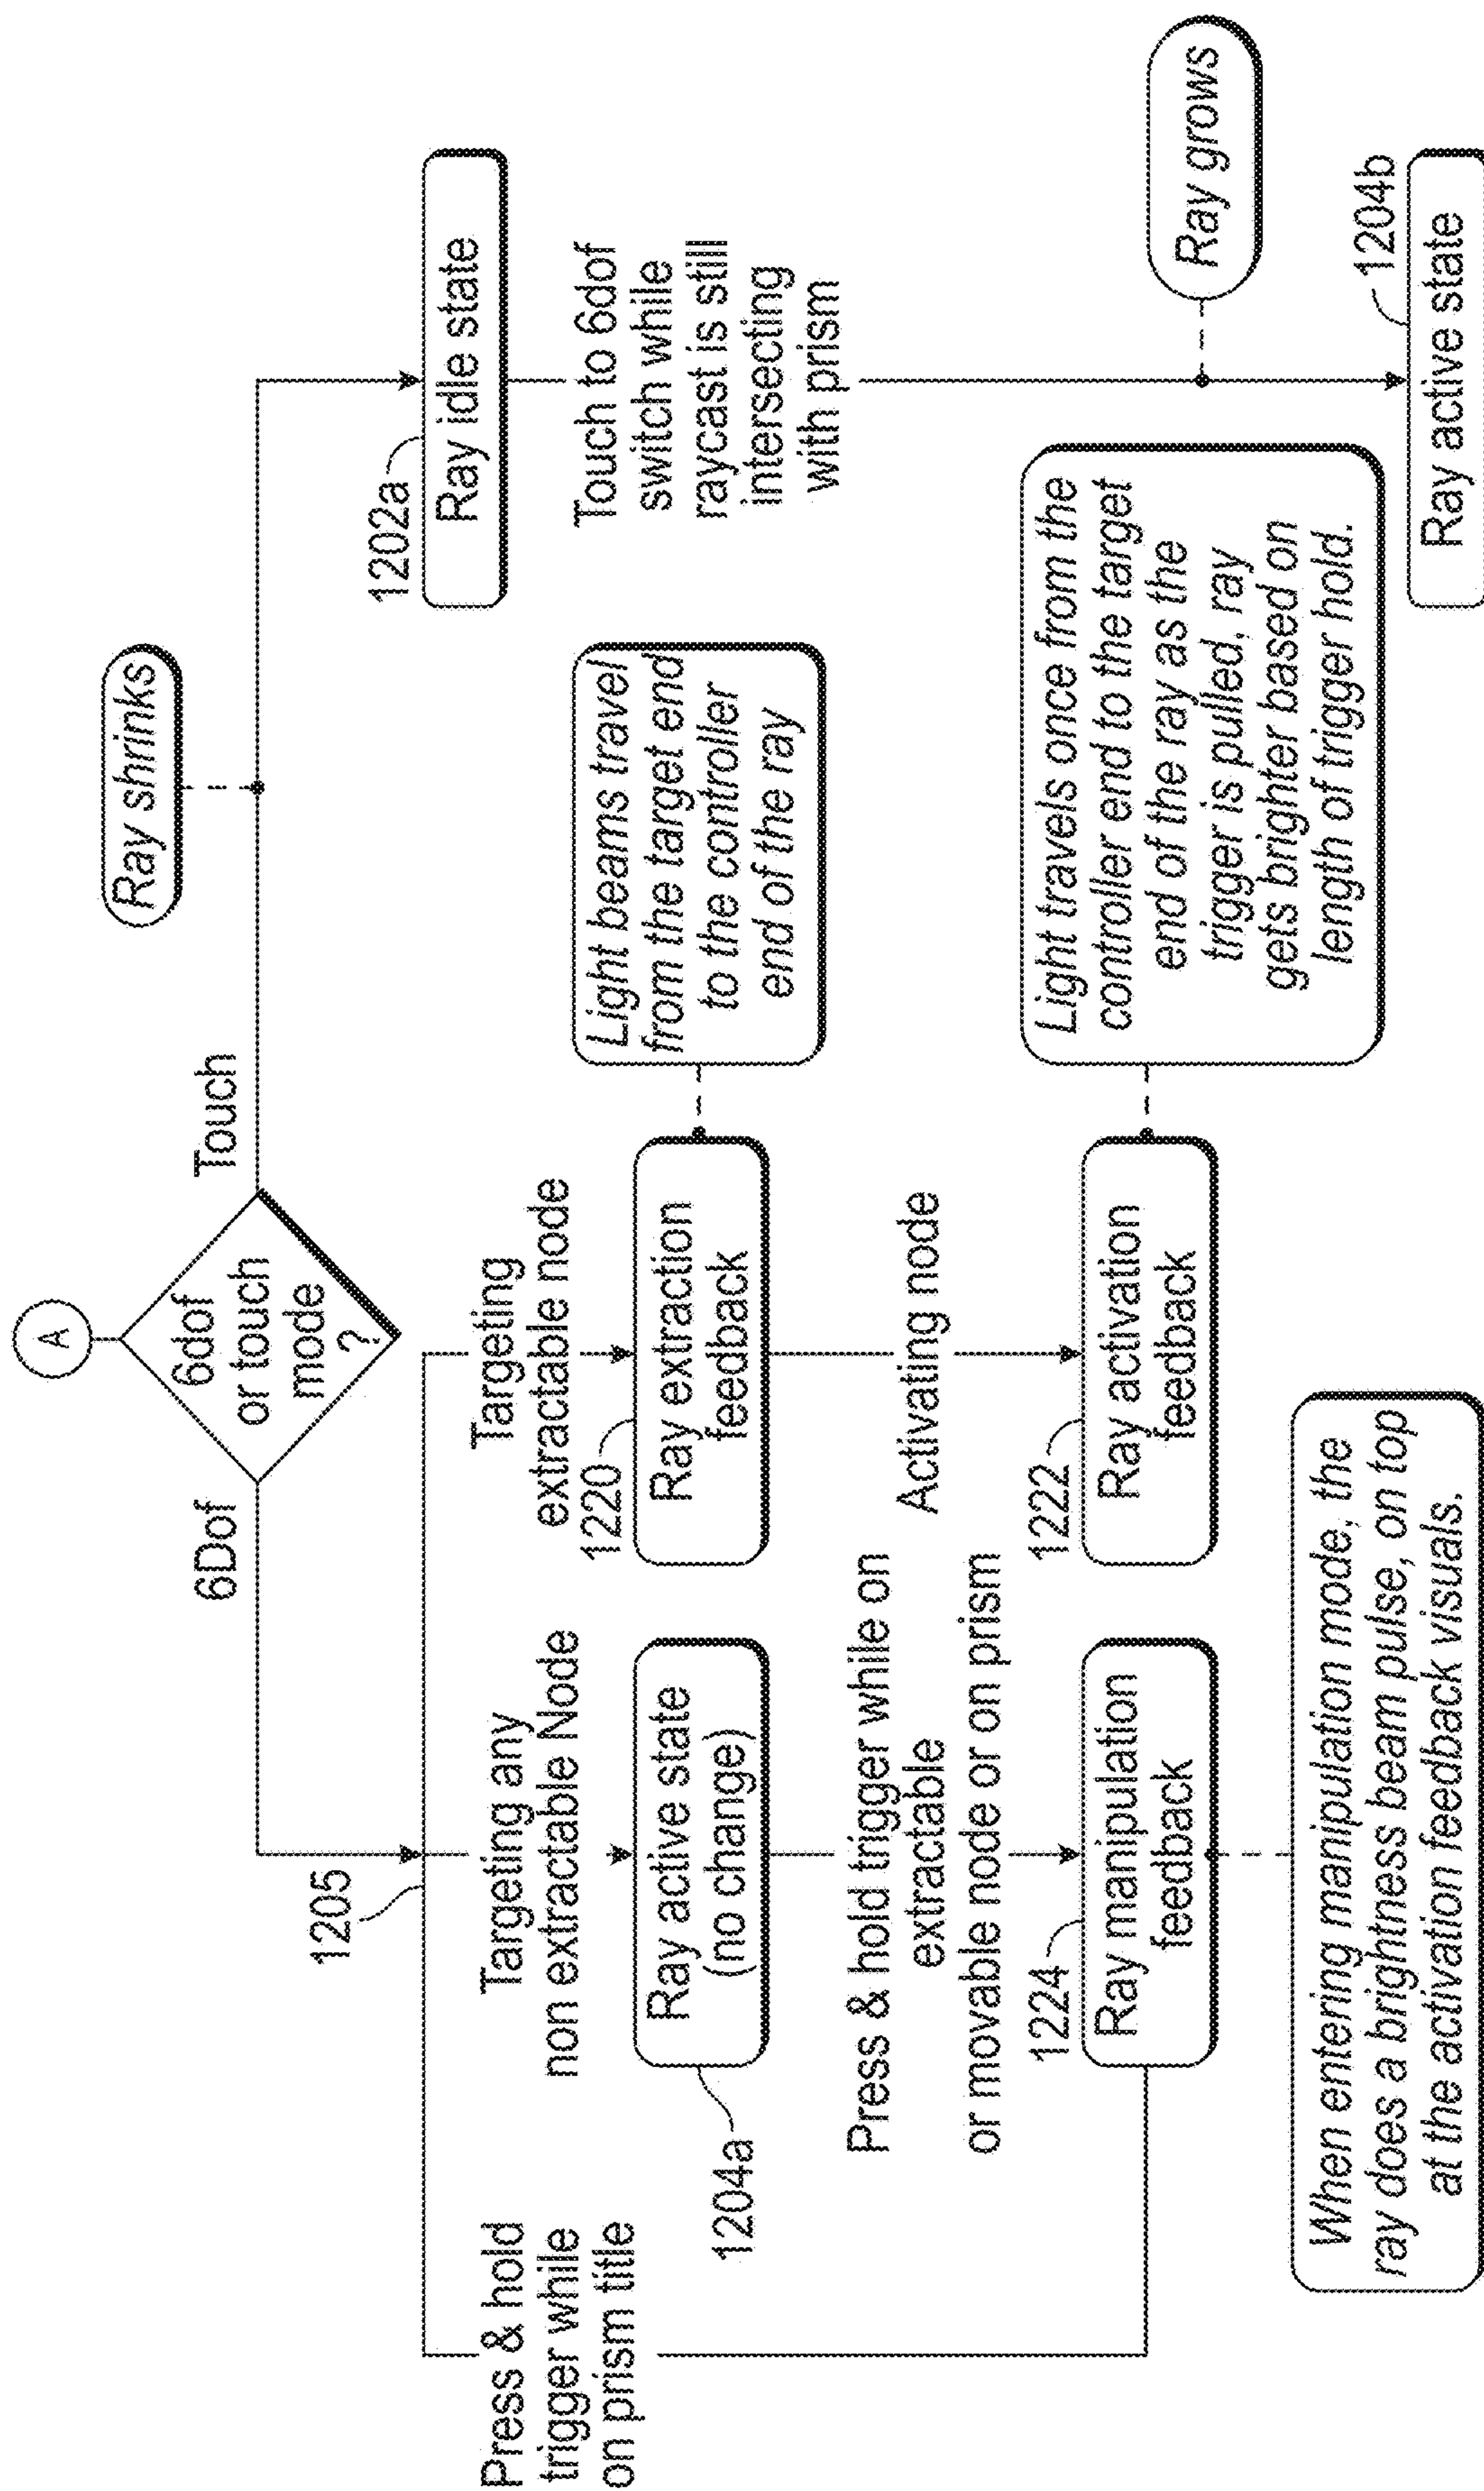 A
6dof
or touch
mode
?
6Dof
Touch
Ray shrinks
1205
1202a
Ray idle state
Press & hold
trigger while
on prism title
Targeting any
non extractable Node
Targeting
extractable node
Touch to 6dof
switch while
raycast is still
intersecting
with prism
1204a
Ray active state
(no change)
1220
Ray extraction
feedback
Light beams travel
from the target end
to the controller
end of the ray
Press & hold trigger while on
extractable
or movable node or on prism
Activating node
1224
Ray manipulation
feedback
1222
Ray activation
feedback
Light travels once from the
controller end to the target
end of the ray as the
trigger is pulled, ray
gets brighter based on
length of trigger hold.
Ray grows
1204b
Ray active state
When entering manipulation mode, the
ray does a brightness beam pulse, on top
at the activation feedback visuals.